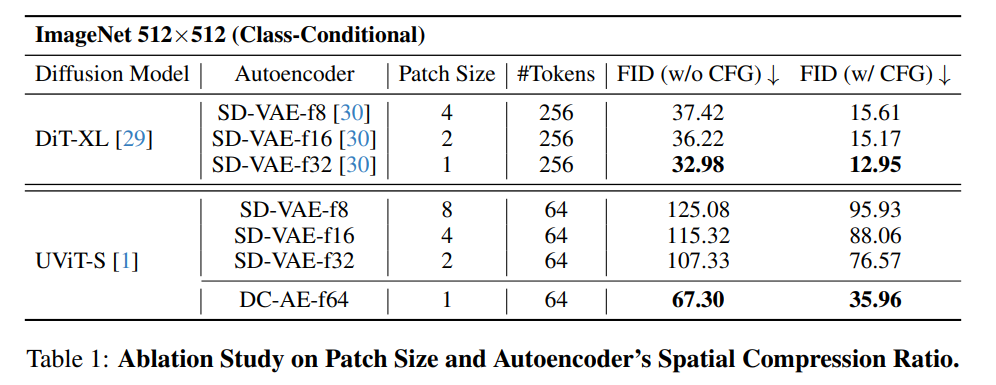 ImageNet 512×512 (Class-Conditional)
Diffusion Model | Autoencoder | Patch Size | #Tokens | FID (w/o CFG) ↓ FID (w/ CFG) ↓
SD-VAE-f8 [30] 4 256 37.42 15.61
DiT-XL [29] SD-VAE-f16 [30] 2 256 36.22 15.17
SD-VAE-f32 [30] 1 256 32.98 12.95
SD-VAE-f8 8 64 125.08 95.93
SD-VAE-f16 4 64 115.32 88.06
UViT-S [1] SD-VAE-f32 2 64 107.33 76.57
DC-AE-f64 1 64 67.30 35.96
Table 1: Ablation Study on Patch Size and Autoencoder's Spatial Compression Ratio.